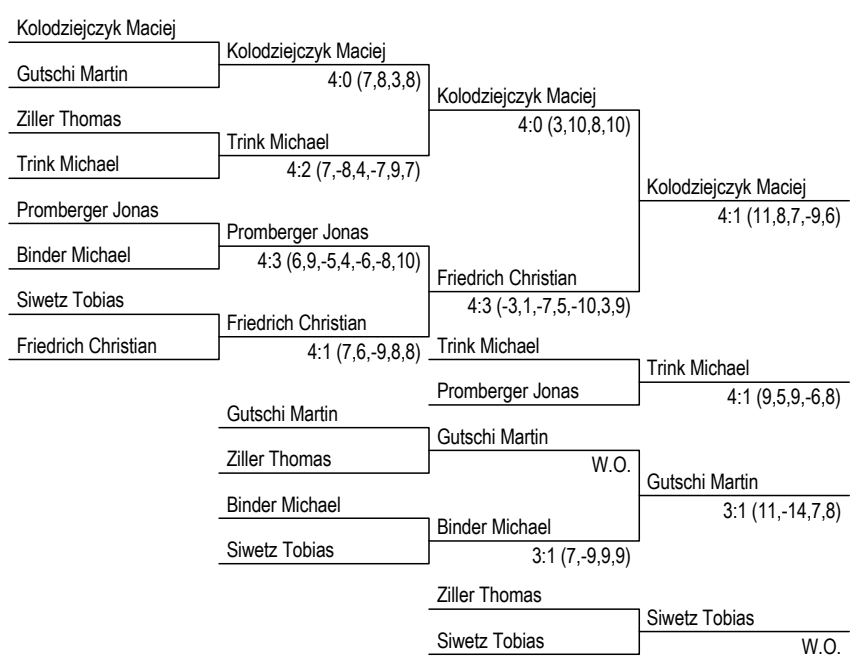 Kolodziejczyk Maciej
Kolodziejczyk Maciej
Gutschi Martin
4:0 (7,8,3,8)
Kolodziejczyk Maciej
Ziller Thomas
4:0 (3,10,8,10)
Trink Michael
Trink Michael
4:2 (7,-8,4,-7,9,7)
Kolodziejczyk Maciej
Promberger Jonas
4:1 (11,8,7,-9,6)
Promberger Jonas
Binder Michael
4:3 (6,9,-5,4,-6,-8,10)
Friedrich Christian
Siwetz Tobias
4:3 (-3,1,-7,5,-10,3,9)
Friedrich Christian
Friedrich Christian
4:1 (7,6,-9,8,8)
Trink Michael
Trink Michael
Promberger Jonas
4:1 (9,5,9,-6,8)
Gutschi Martin
Gutschi Martin
Ziller Thomas
W.O.
Gutschi Martin
Binder Michael
3:1 (11,-14,7,8)
Binder Michael
Siwetz Tobias
3:1 (7,-9,9,9)
Ziller Thomas
Siwetz Tobias
Siwetz Tobias
W.O.